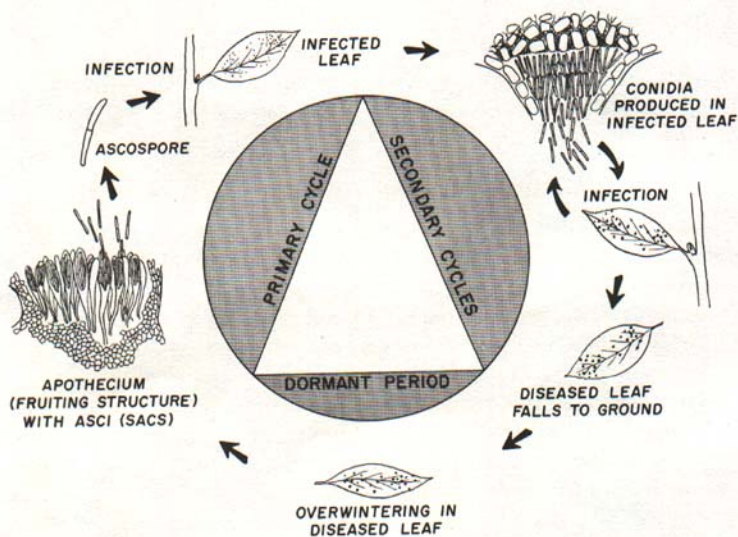 INFECTION
INFECTED
LEAF
CONIDIA
PRODUCED IN
INFECTED LEAF
ASCOSPORE
INFECTION
PRIMARY CYCLE
SECONDARY CYCLES
DORMANT PERIOD
APOTHECIUM
(FRUITING STRUCTURE)
WITH ASCI (SACS)
DISEASED LEAF
FALLS TO GROUND
OVERWINTERING IN
DISEASED LEAF